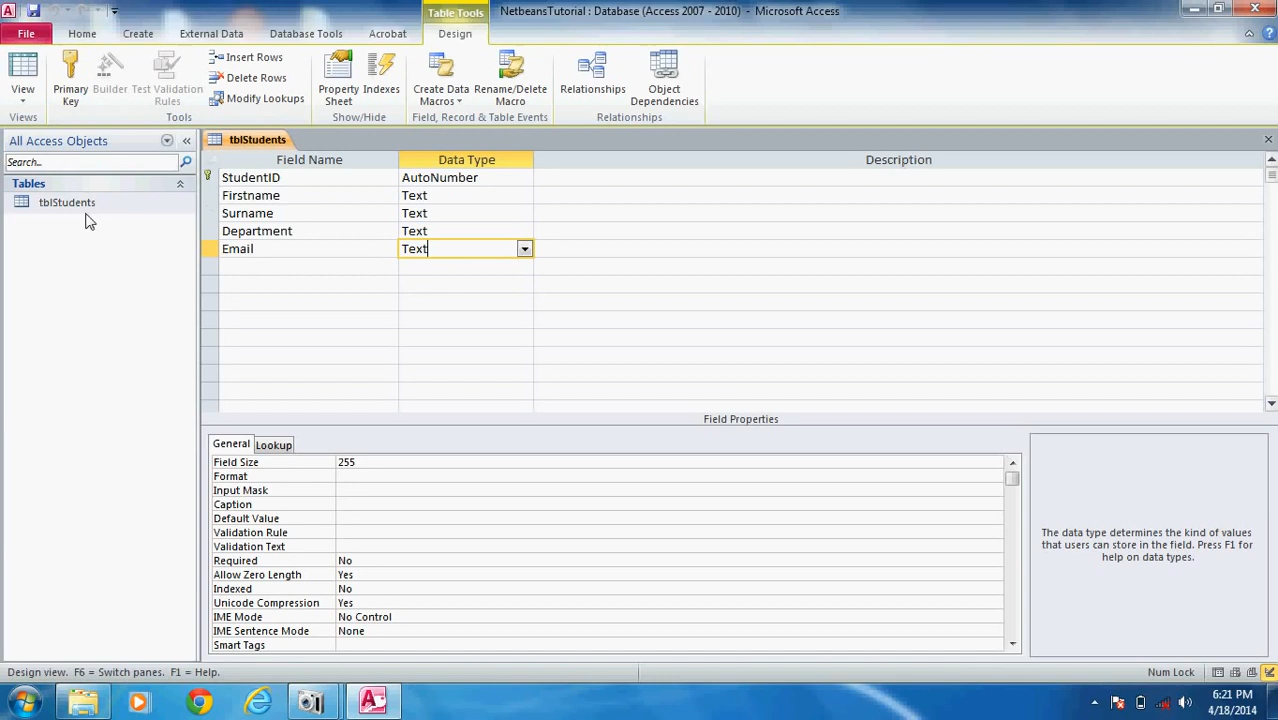 Table Tools
NetbeansTutorial : Database (Access 2007 - 2010) - Microsoft Access
File
Home
Create
External Data
Database Tools
Acrobat
Design
View
Primary Key
Builder
Test Validation Rules
Insert Rows
Delete Rows
Modify Lookups
Property Sheet
Indexes
Create Data Macros
Rename/Delete Macro
Relationships
Object Dependencies
Views
Tools
Show/Hide
Field, Record & Table Events
Relationships
All Access Objects
Search...
Tables
tblStudents
tblStudents
Field Name Data Type Description
StudentID AutoNumber
Firstname Text
Surname Text
Department Text
Email Text
Field Properties
General Lookup
Field Size 255
Format
Input Mask
Caption
Default Value
Validation Rule
Validation Text
Required No
Allow Zero Length Yes
Indexed No
Unicode Compression Yes
IME Mode No Control
IME Sentence Mode None
Smart Tags
The data type determines the kind of values
that users can store in the field. Press F1 for
help on data types.
Design view. F6 = Switch panes. F1 = Help.
Num Lock
6:21 PM
4/18/2014